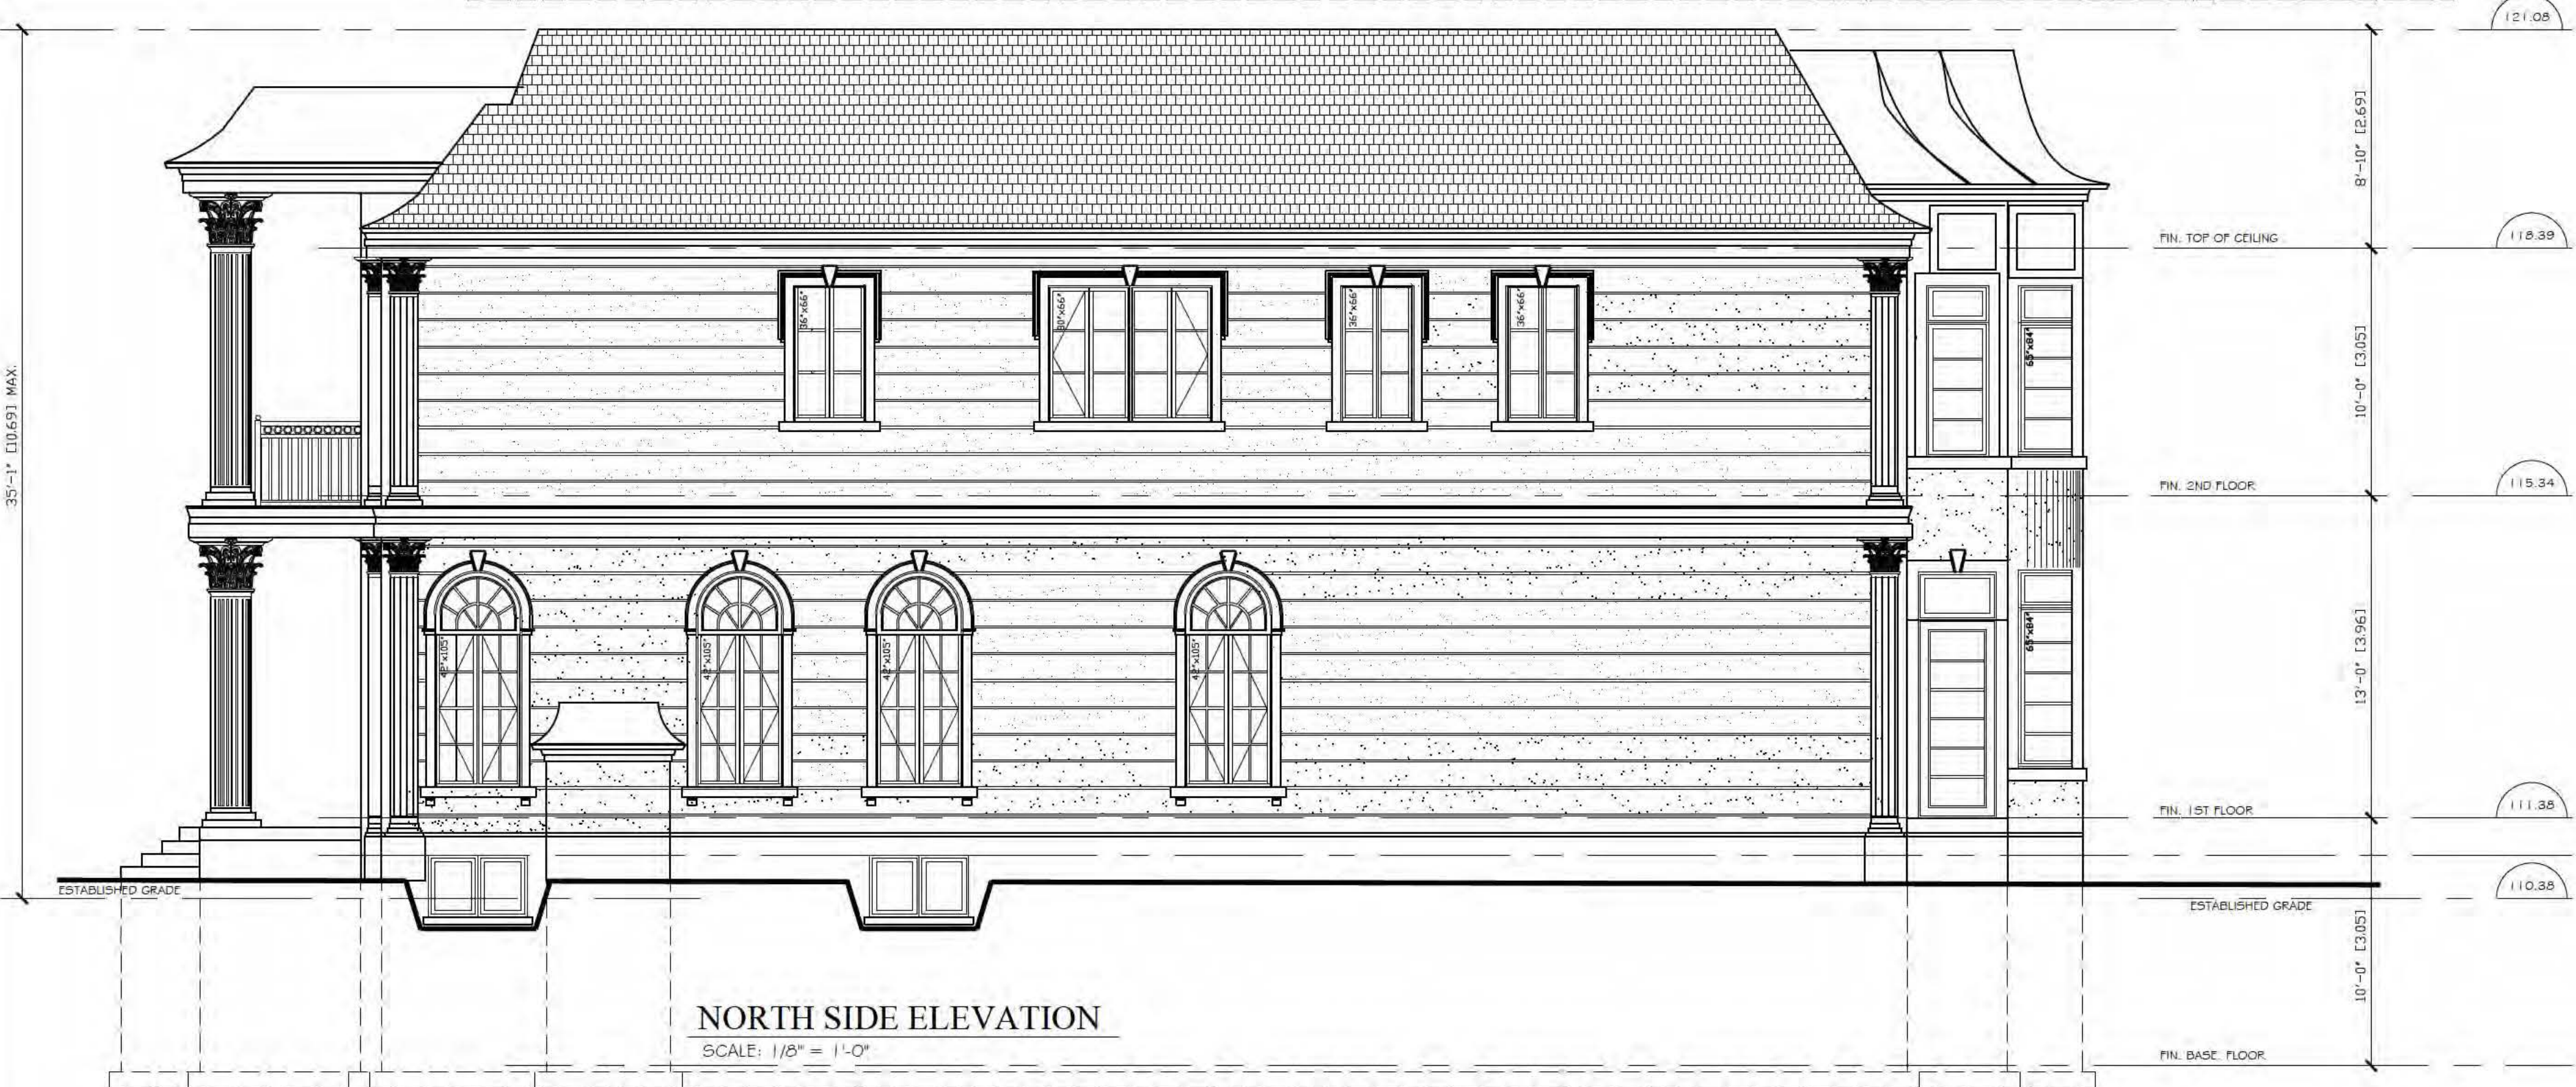 121.08
8'-10" [2.69]
FIN. TOP OF CEILING
118.39
36"x66"
30"x66"
36"x66"
36"x66"
65"x84"
10'-0" [3.05]
35'-1" [10.69] MAX.
FIN. 2ND FLOOR
115.34
42"x105"
42"x105"
42"x105"
42"x105"
65"x84"
13'-0" [3.96]
FIN. 1ST FLOOR
111.38
ESTABLISHED GRADE
110.38
ESTABLISHED GRADE
10'-0" [3.05]
NORTH SIDE ELEVATION
SCALE: 1/8" = 1'-0"
FIN. BASE. FLOOR